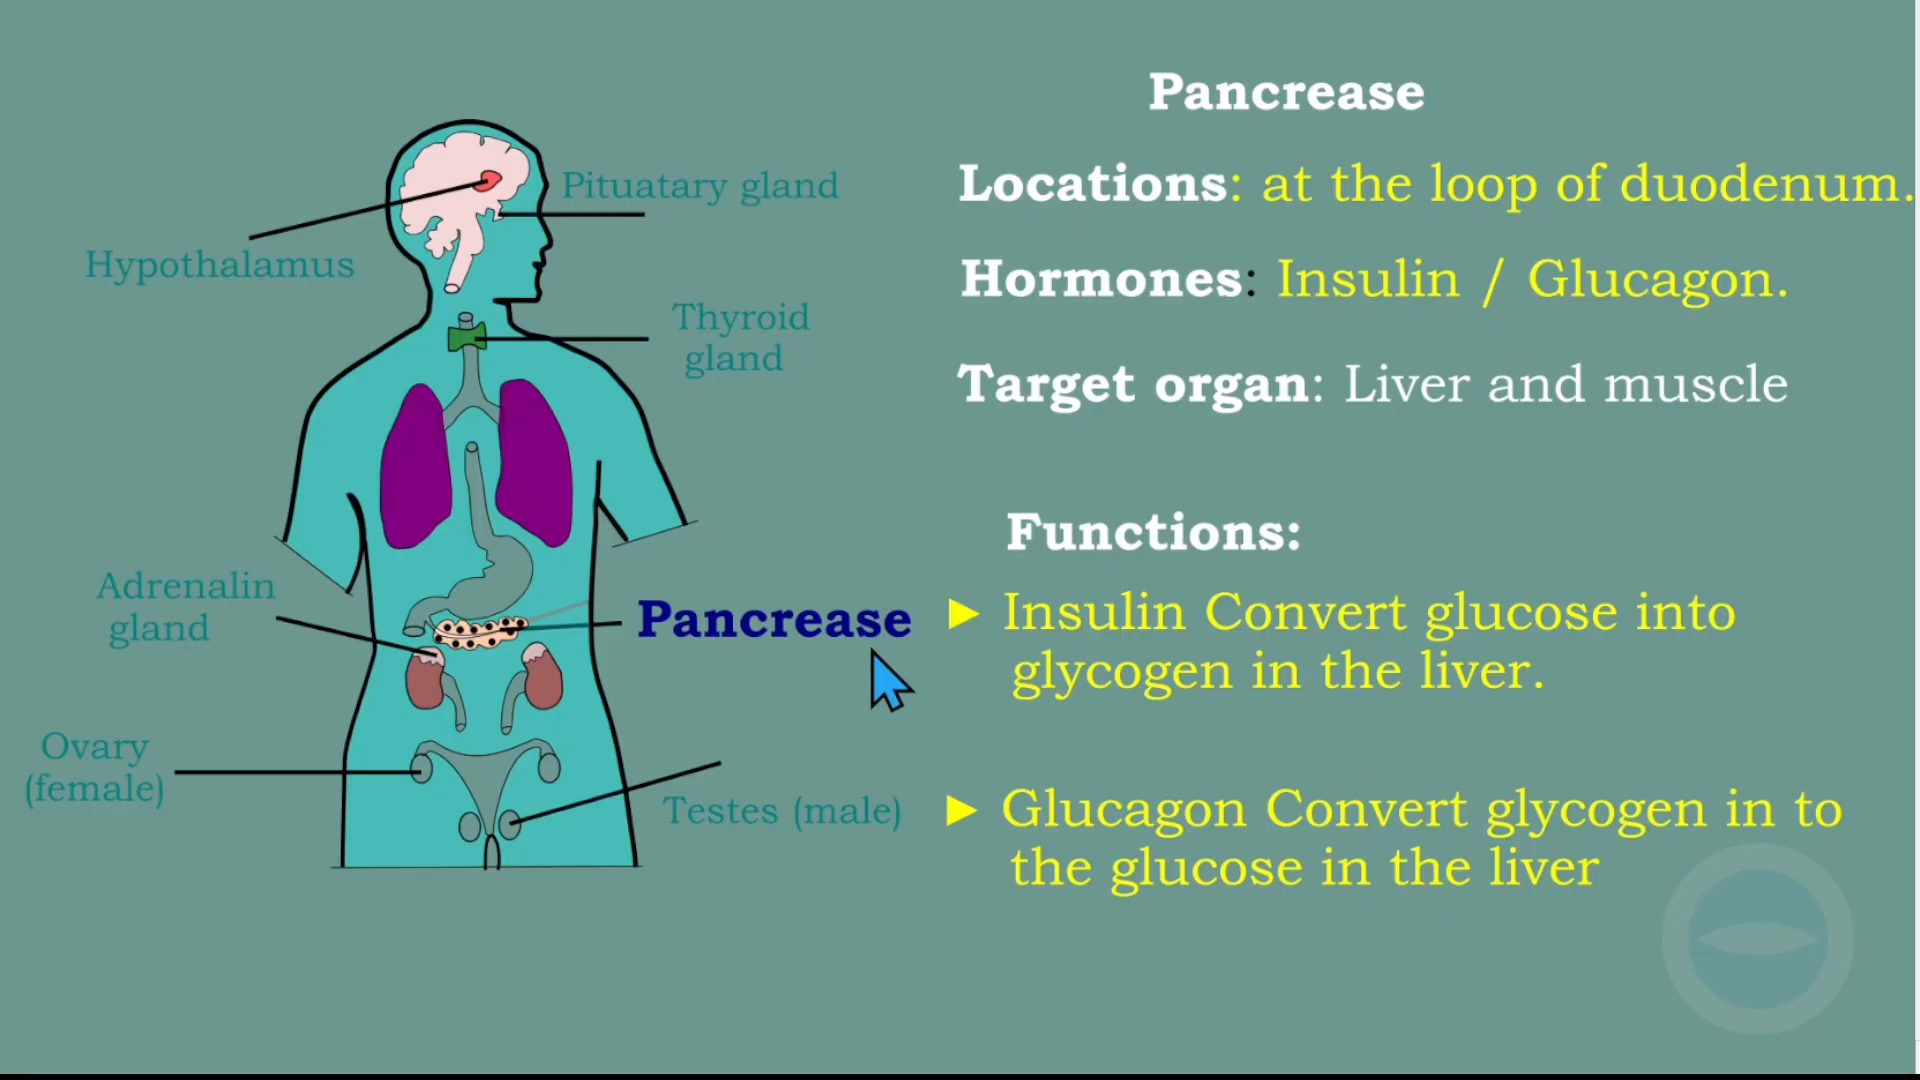 Pancrease
Locations: at the loop of duodenum.
Hormones: Insulin / Glucagon.
Target organ: Liver and muscle
Functions:
► Insulin Convert glucose into
glycogen in the liver.
► Glucagon Convert glycogen in to
the glucose in the liver
Pituatary gland
Hypothalamus
Thyroid
gland
Adrenalin
gland
Pancrease
Ovary
(female)
Testes (male)